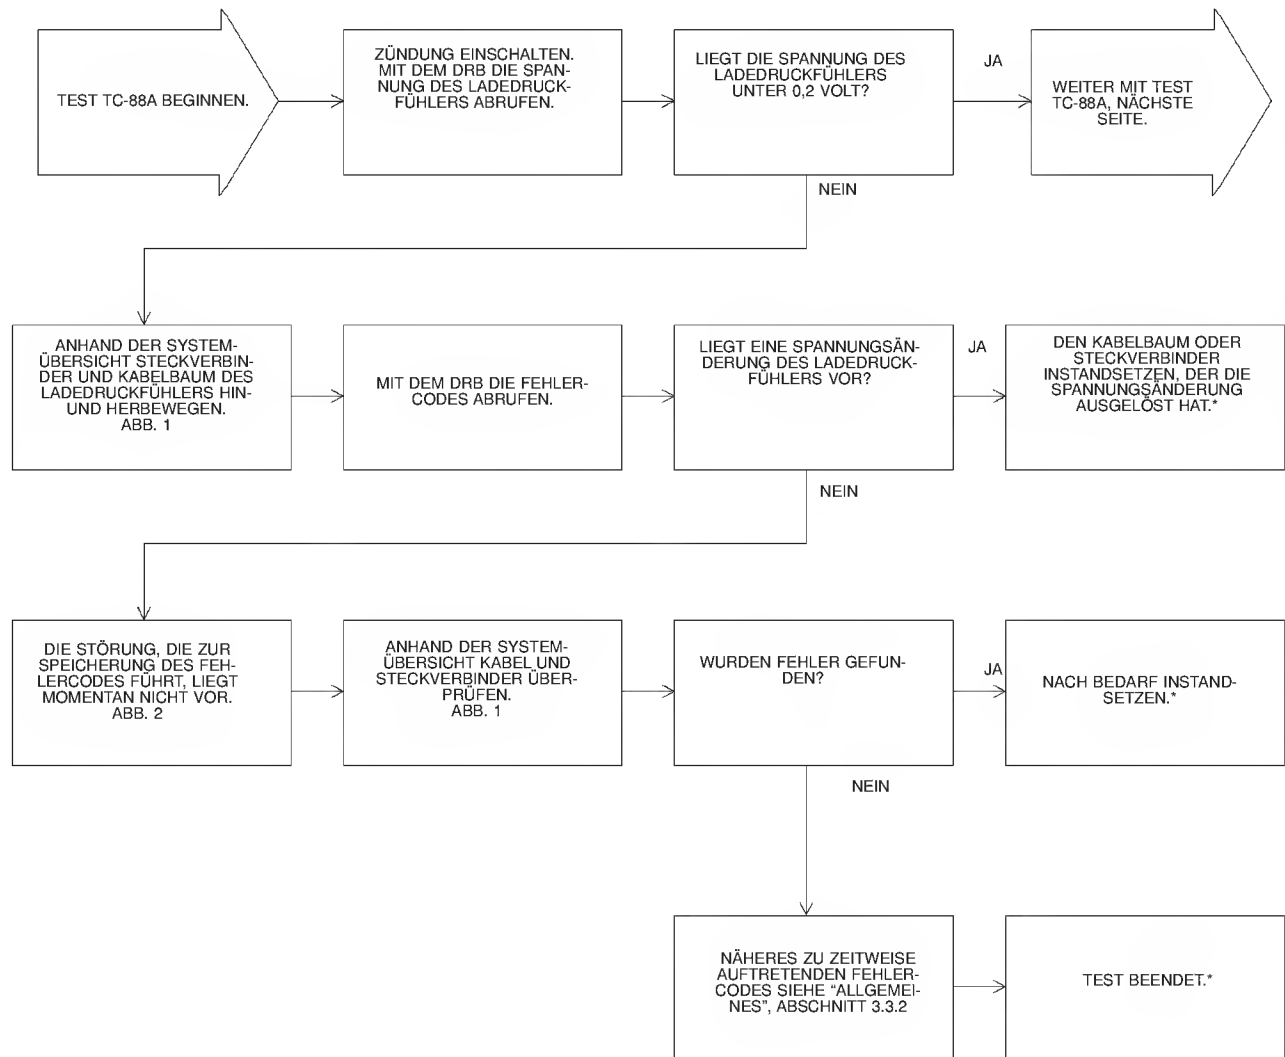 TEST TC-88A BEGINNEN.
ZÜNDUNG EINSCHALTEN.
MIT DEM DRB DIE SPAN-
NUNG DES LADEDRUCK-
FÜHLERS ABRUFEN.
LIEGT DIE SPANNUNG DES
LADEDRUCKFÜHLERS
UNTER 0,2 VOLT?
JA
WEITER MIT TEST
TC-88A, NÄCHSTE
SEITE.
NEIN
ANHAND DER SYSTEM-
ÜBERSICHT STECKVERBIN-
DER UND KABELBAUM DES
LADEDRUCKFÜHLERS HIN-
UND HERBEWEGEN.
ABB. 1
MIT DEM DRB DIE FEHLER-
CODES ABRUFEN.
LIEGT EINE SPANNUNGSÄN-
DERUNG DES LADEDRUCK-
FÜHLERS VOR?
JA
DEN KABELBAUM ODER
STECKVERBINDER
INSTANDSETZEN, DER DIE
SPANNUNGSÄNDERUNG
AUSGELÖST HAT.*
NEIN
DIE STÖRUNG, DIE ZUR
SPEICHERUNG DES FEH-
LERCODES FÜHRT, LIEGT
MOMENTAN NICHT VOR.
ABB. 2
ANHAND DER SYSTEM-
ÜBERSICHT KABEL UND
STECKVERBINDER ÜBER-
PRÜFEN.
ABB. 1
WURDEN FEHLER GEFUN-
DEN?
JA
NACH BEDARF INSTAND-
SETZEN.*
NEIN
NÄHERES ZU ZEITWEISE
AUFTRETENDEN FEHLER-
CODES SIEHE “ALLGEMEI-
NES”, ABSCHNITT 3.3.2
TEST BEENDET.*